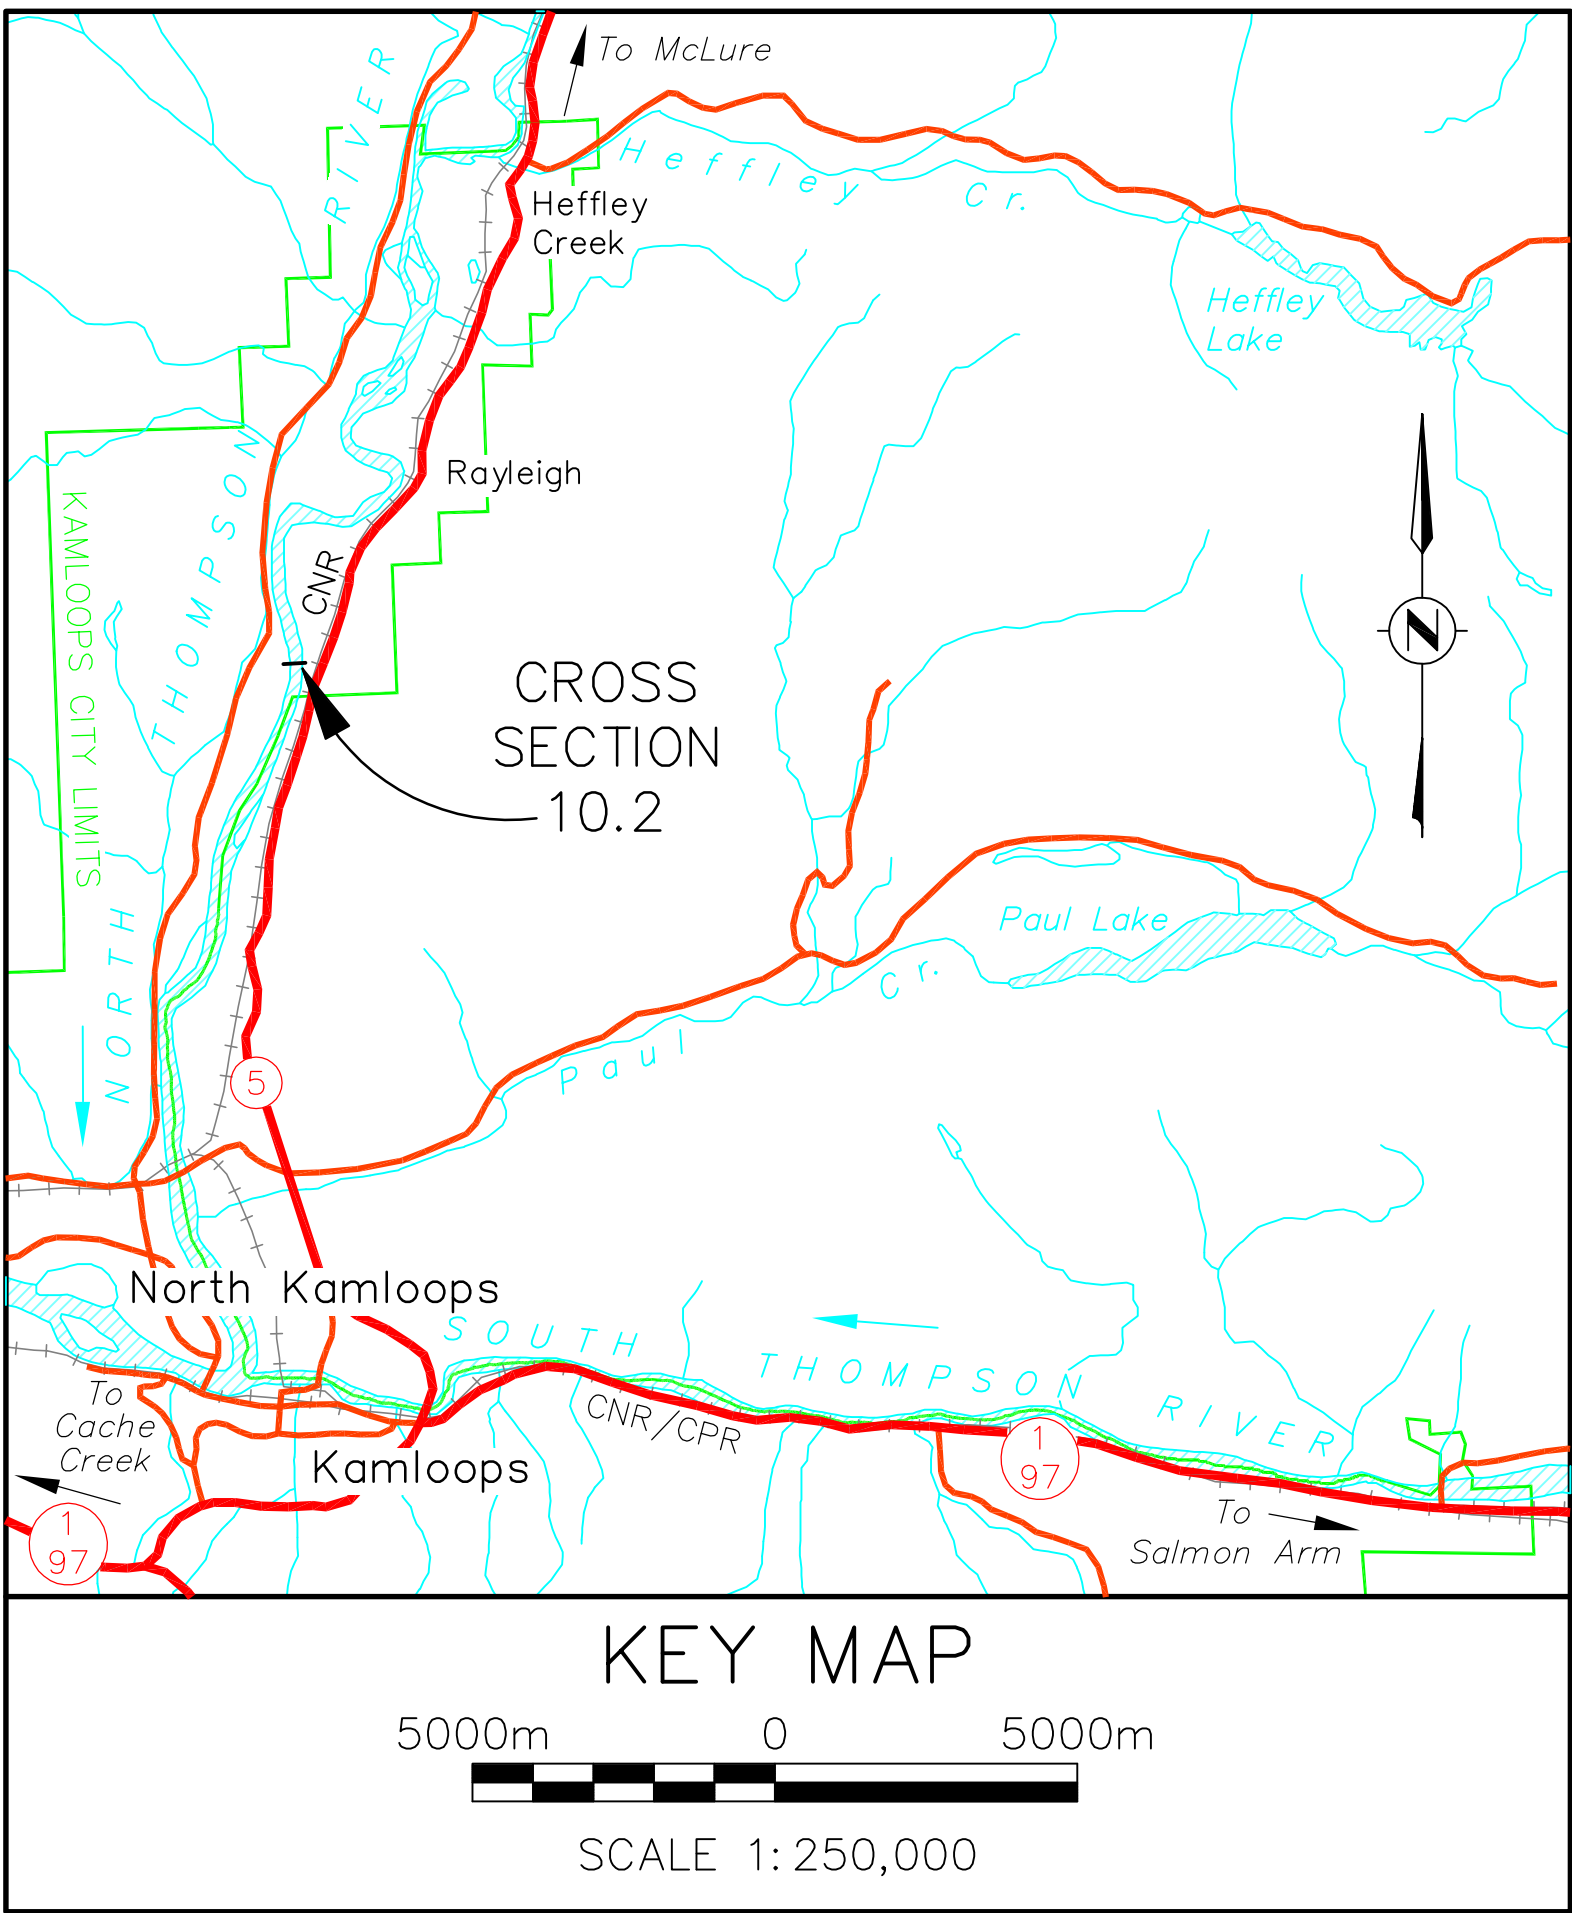 To McLure
RIVER
Heffley Cr.
Heffley
Creek
Heffley
Lake
THOMPSON
Rayleigh
KAMLOOPS CITY LIMITS
CNR
N
CROSS
SECTION
10.2
Paul Lake
NORTH
Paul Cr.
5
North Kamloops
SOUTH THOMPSON RIVER
To
Cache
Creek
CNR/CPR
Kamloops
1
97
1
97
To
Salmon Arm
KEY MAP
5000m 0 5000m
SCALE 1:250,000